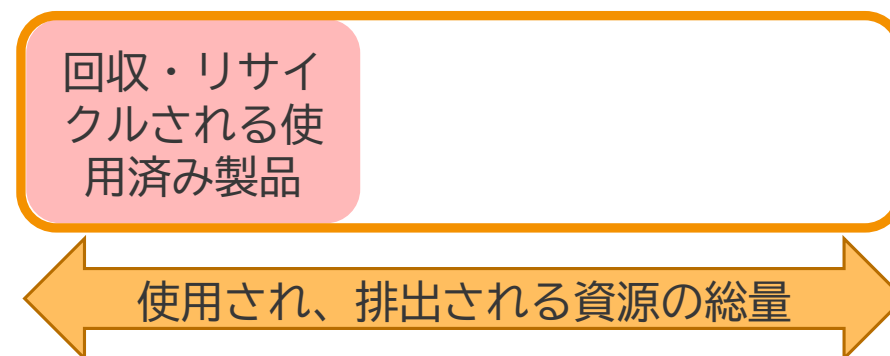 回収・リサイ
クルされる使
用済み製品
使用され、排出される資源の総量